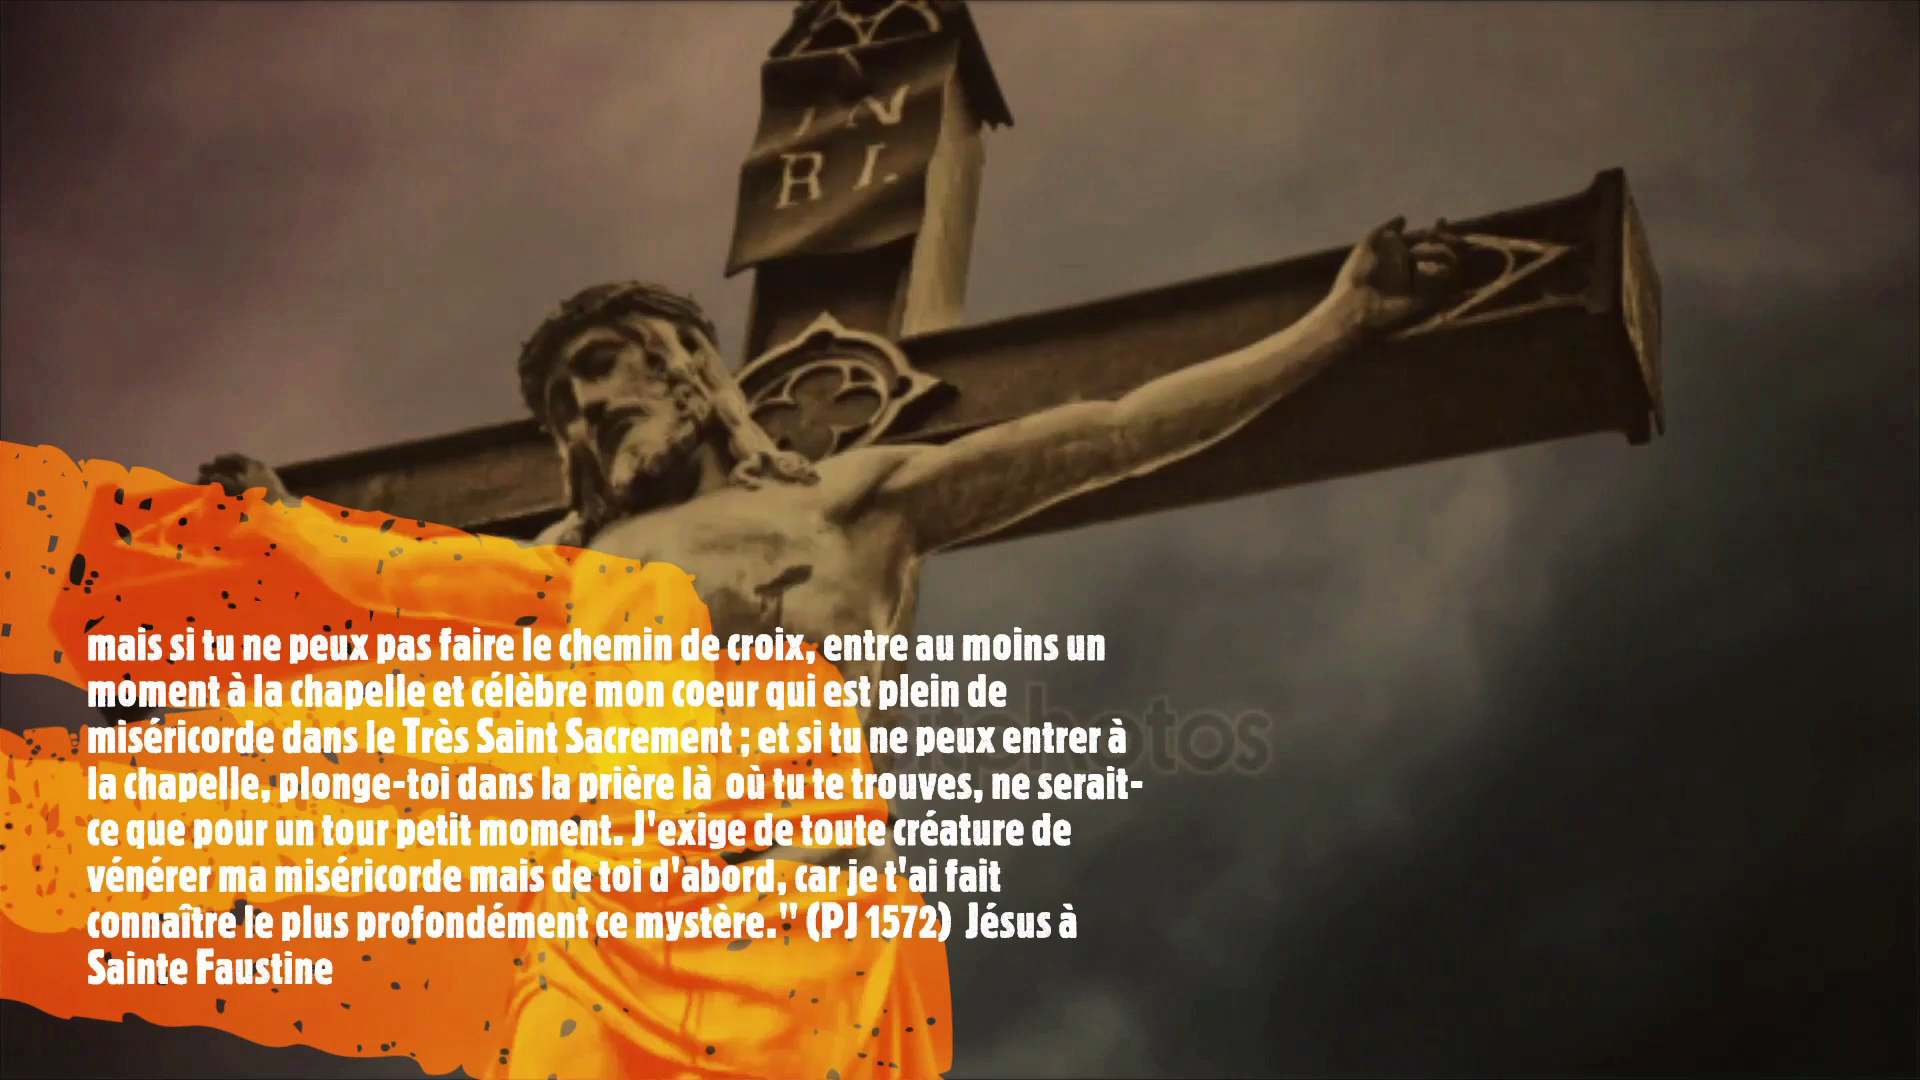 IN
RI.
mais si tu ne peux pas faire le chemin de croix, entre au moins un
moment à la chapelle et célèbre mon coeur qui est plein de
miséricorde dans le Très Saint Sacrement ; et si tu ne peux entrer à
la chapelle, plonge-toi dans la prière là où tu te trouves, ne serait-
ce que pour un tour petit moment. J'exige de toute créature de
vénérer ma miséricorde mais de toi d'abord, car je t'ai fait
connaître le plus profondément ce mystère." (PJ 1572) Jésus à
Sainte Faustine